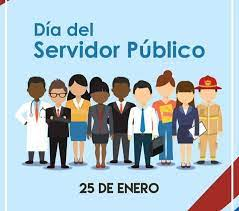 Día del
Servidor Público
25 DE ENERO